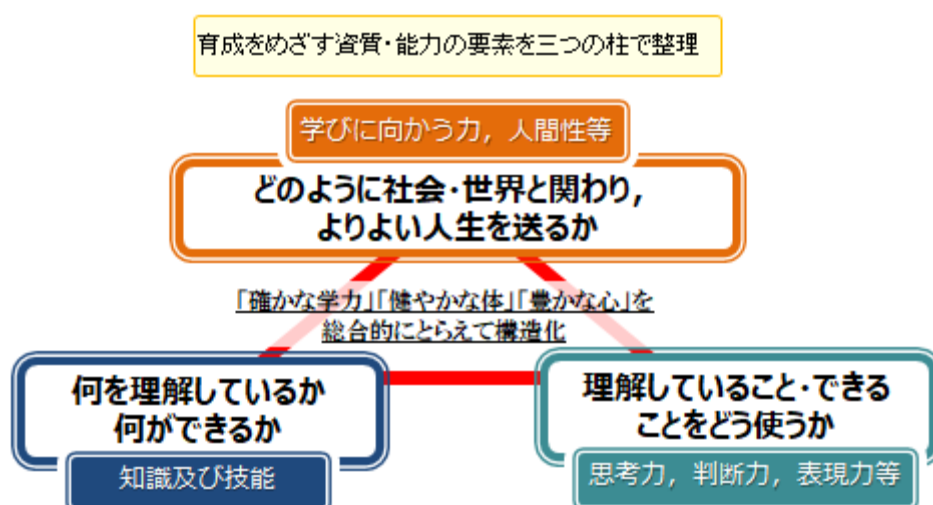 育成をめざす資質・能力の要素を三つの柱で整理
学びに向かう力，人間性等
どのように社会・世界と関わり，
よりよい人生を送るか
「確かな学力」「健やかな体」「豊かな心」を
総合的にとらえて構造化
何を理解しているか
何ができるか
知識及び技能
理解していること・できる
ことをどう使うか
思考力，判断力，表現力等